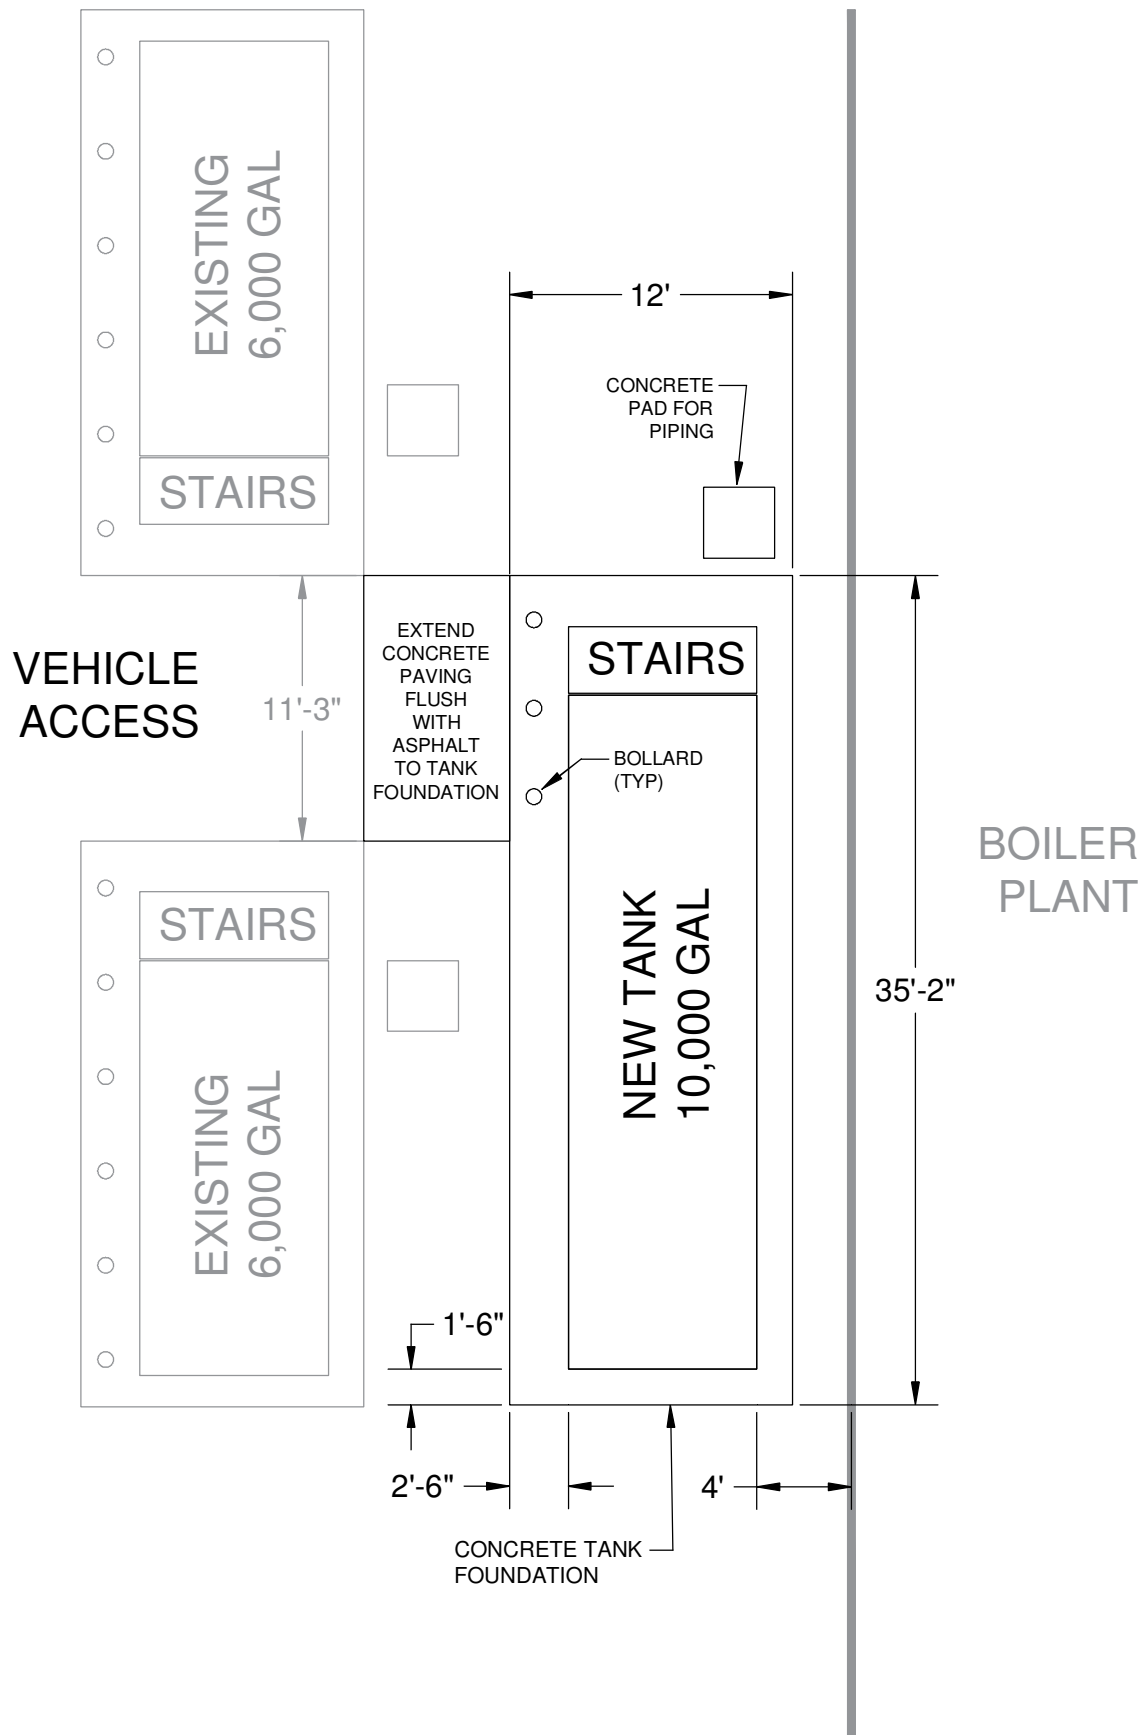 EXISTING
6,000 GAL
STAIRS
12'
CONCRETE
PAD FOR
PIPING
VEHICLE
ACCESS
11'-3"
EXTEND
CONCRETE
PAVING
FLUSH
WITH
ASPHALT
TO TANK
FOUNDATION
STAIRS
BOLLARD
(TYP)
BOILER
PLANT
STAIRS
NEW TANK
10,000 GAL
35'-2"
EXISTING
6,000 GAL
1'-6"
2'-6"
4'
CONCRETE TANK
FOUNDATION